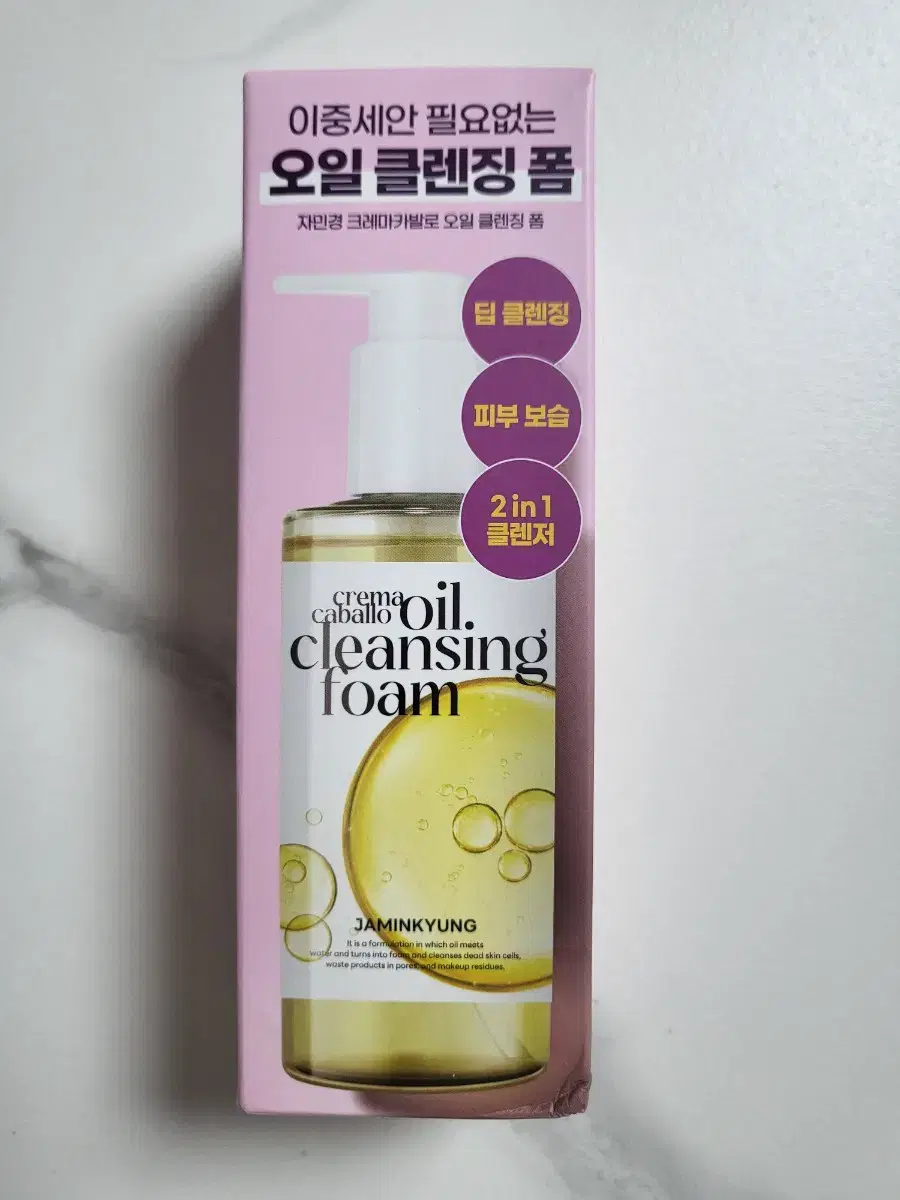 이중세안 필요없는
오일 클렌징 폼
자민경 크레마카발로 오일 클렌징 폼
딥 클렌징
피부 보습
2 in 1
클렌저
crema
caballo oil.
cleansing
foam
JAMINKYUNG
It is a formulation in which oil meets
water and turns into foam and cleanses dead skin cells,
waste products in pores, and makeup residues.